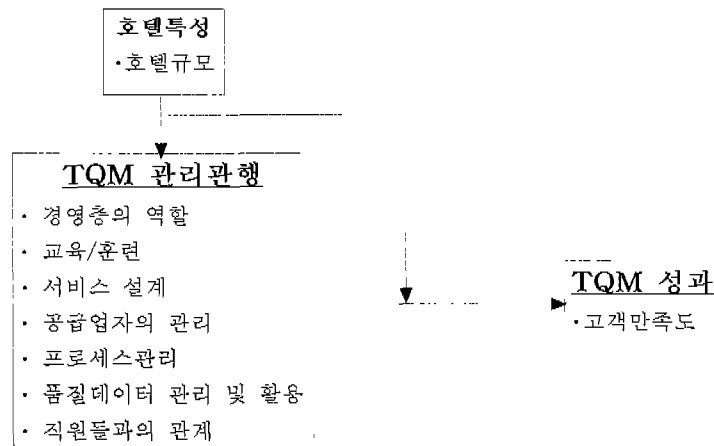 호텔특성
·호텔규모
TQM 관리관행
· 경영층의 역할
· 교육/훈련
· 서비스 설계
· 공급업자의 관리
· 프로세스관리
· 품질데이터 관리 및 활용
· 직원들과의 관계
TQM 성과
·고객만족도